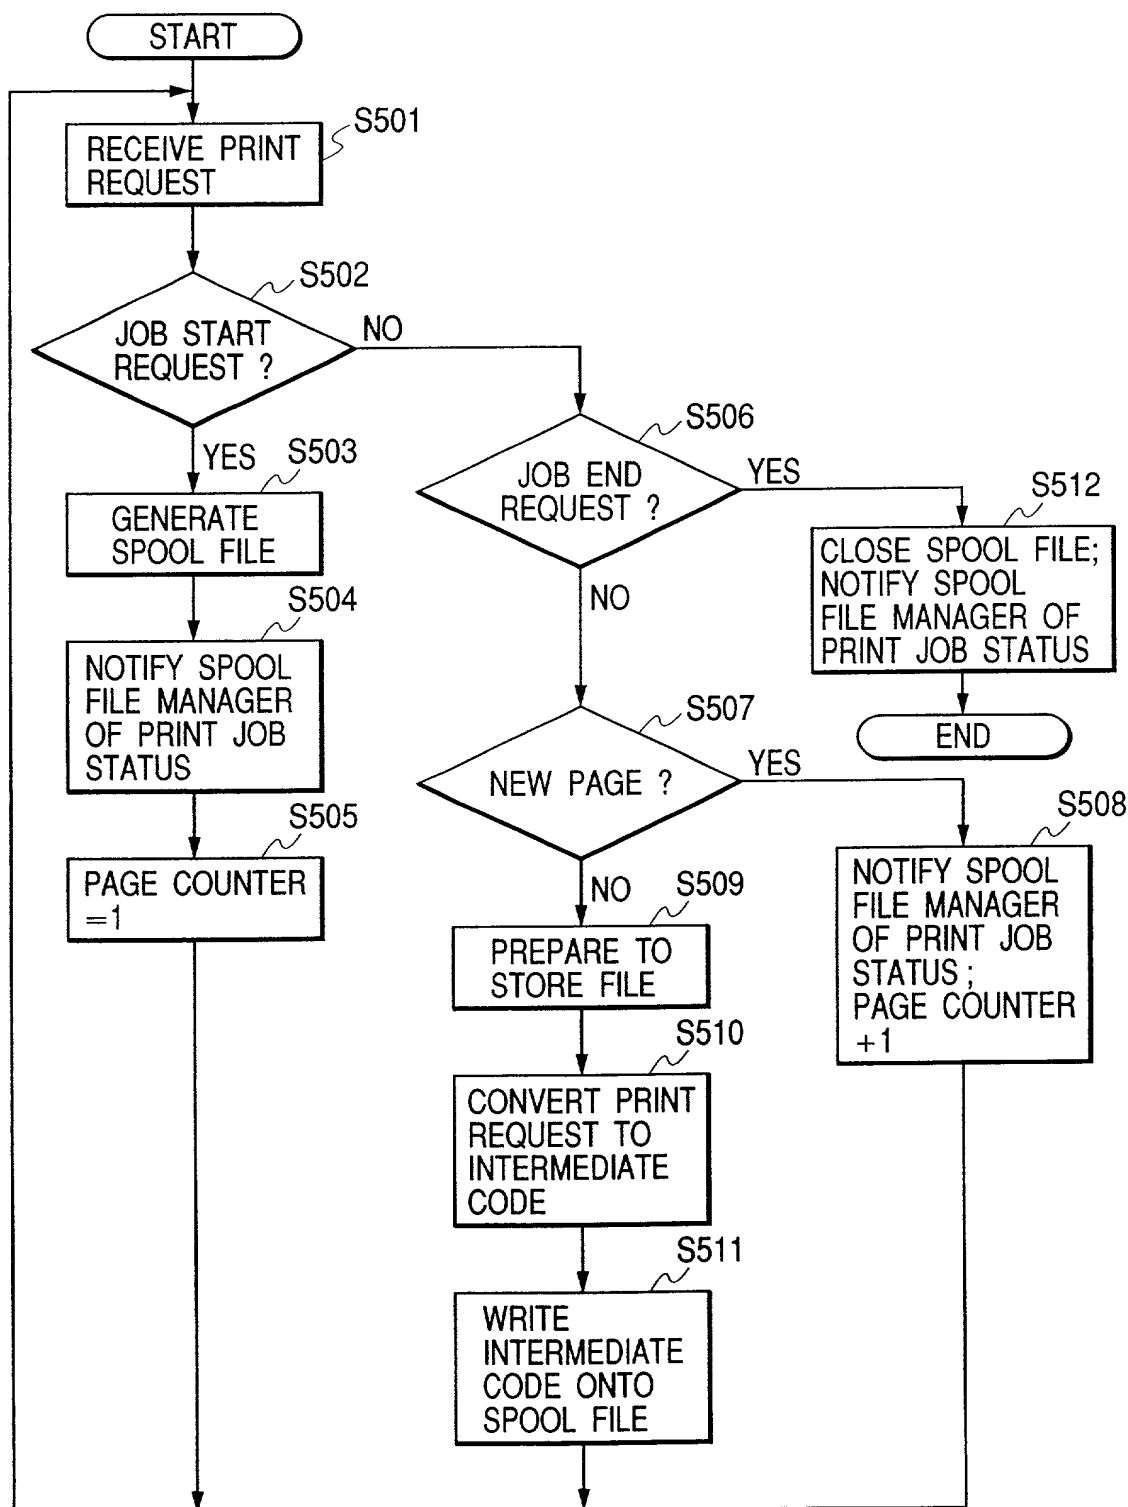 START
S501
RECEIVE PRINT
REQUEST
S502
JOB START
REQUEST ?
NO
YES
S503
GENERATE
SPOOL FILE
S504
NOTIFY SPOOL
FILE MANAGER
OF PRINT JOB
STATUS
S505
PAGE COUNTER
=1
S506
JOB END
REQUEST ?
YES
NO
S512
CLOSE SPOOL FILE;
NOTIFY SPOOL
FILE MANAGER OF
PRINT JOB STATUS
END
S507
NEW PAGE ?
YES
NO
S508
NOTIFY SPOOL
FILE MANAGER
OF PRINT JOB
STATUS ;
PAGE COUNTER
+1
S509
PREPARE TO
STORE FILE
S510
CONVERT PRINT
REQUEST TO
INTERMEDIATE
CODE
S511
WRITE
INTERMEDIATE
CODE ONTO
SPOOL FILE